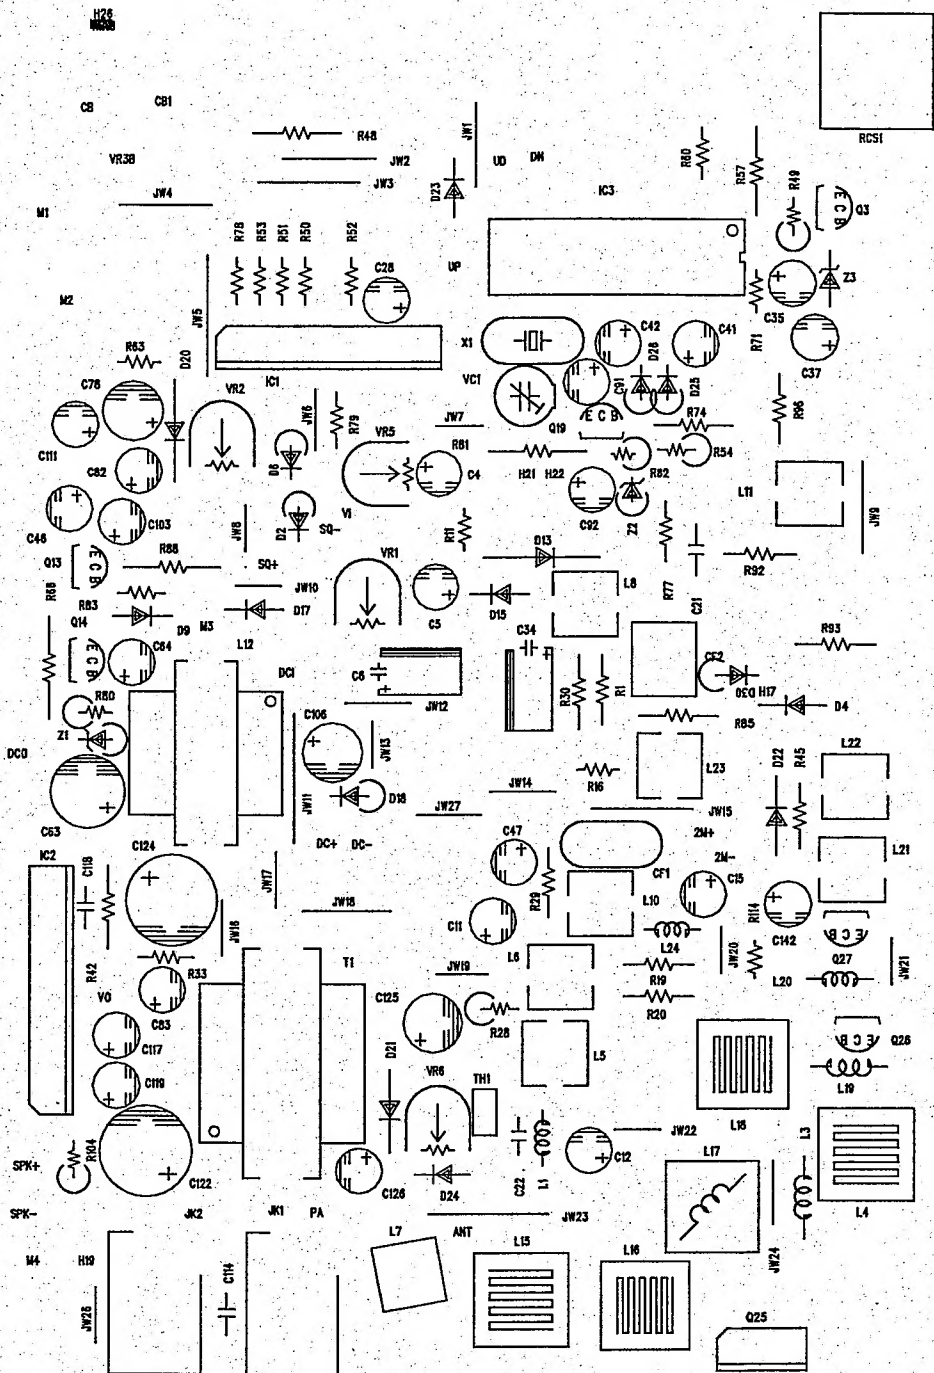 H26
CB
CB1
RCS1
R48
JW1
JW2
JW3
VR38
JW4
UD
DN
R60
R57
R49
Q3
E C B
M1
D23
IC3
R78
R53
R51
R50
R52
C28
UP
Z3
M2
JW5
C35
R71
C37
R63
D20
IC1
X1
C42
D26
C41
C78
VR2
VC1
C91
D25
C111
JW6
R79
VR5
JW7
R61
Q19
E C B
R74
R96
C82
D6
H22
C4
H21
H22
R82
R54
L11
C46
C103
JW8
D2
V1
SQ-
R11
C92
Z2
JW9
Q13
E C B
R88
SQ+
VR1
D13
R77
C21
R92
R66
R83
JW10
D17
D15
L8
D9
M3
C5
Q14
E C B
C84
L12
DC1
C6
C34
CF2
D30
H17
R93
R80
JW12
R30
R1
R85
D4
DC0
Z1
C106
JW13
L23
D22
R45
L22
R16
JW14
C63
JW11
D18
JW27
JW15
IC2
C124
DC+
DC-
C47
2M+
2M-
L21
C118
JW17
CF1
C15
R29
L10
R114
JW16
JW18
C11
L24
JW20
C142
E C B
R42
R33
T1
JW19
L6
R19
L20
Q27
JW21
V0
C83
C125
R28
R20
C117
D21
L5
Q26
E C B
C119
VR6
TH1
L19
L18
SPK+
R104
C122
C126
D24
C22
L1
C12
JW22
L17
L3
L4
SPK-
JK2
JK1
PA
JW23
L7
ANT
L15
L16
JW24
M4
H19
C114
JW26
Q25